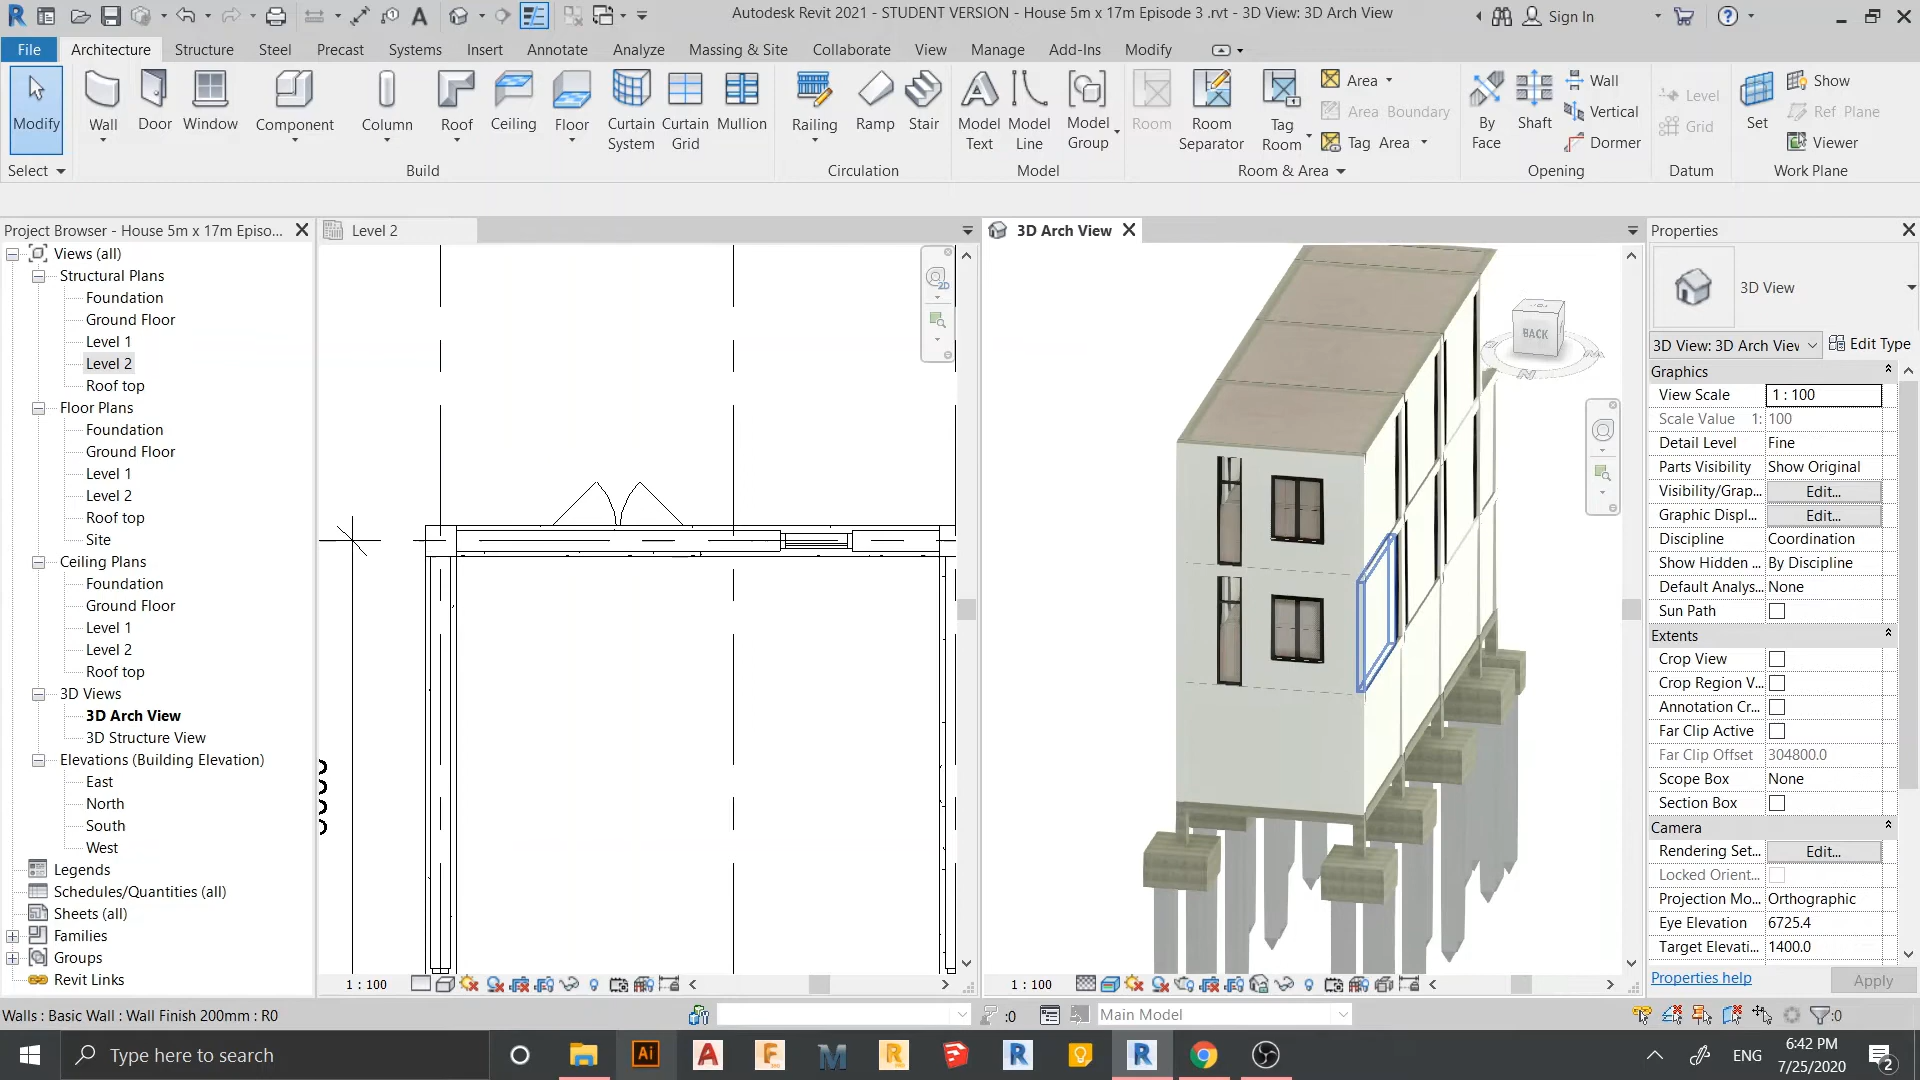 Autodesk Revit 2021 - STUDENT VERSION - House 5m x 17m Episode 3 .rvt - 3D View: 3D Arch View
Sign In
File Architecture Structure Steel Precast Systems Insert Annotate Analyze Massing & Site Collaborate View Manage Add-Ins Modify
Modify
Wall
Door
Window
Component
Column
Roof
Ceiling
Floor
Curtain System
Curtain Grid
Mullion
Railing
Ramp
Stair
Model Text
Model Line
Model Group
Room
Room Separator
Tag Room
Area
Area Boundary
Tag Area
By Face
Shaft
Wall
Vertical
Dormer
Level
Grid
Set
Show
Ref Plane
Viewer
Select
Build
Circulation
Model
Room & Area
Opening
Datum
Work Plane
Project Browser - House 5m x 17m Episo...
Views (all)
Structural Plans
Foundation
Ground Floor
Level 1
Level 2
Roof top
Floor Plans
Foundation
Ground Floor
Level 1
Level 2
Roof top
Site
Ceiling Plans
Foundation
Ground Floor
Level 1
Level 2
Roof top
3D Views
3D Arch View
3D Structure View
Elevations (Building Elevation)
East
North
South
West
Legends
Schedules/Quantities (all)
Sheets (all)
Families
Groups
Revit Links
Level 2
1 : 100
3D Arch View
BACK
1 : 100
Properties
3D View
3D View: 3D Arch View
Edit Type
Graphics
View Scale 1 : 100
Scale Value 1: 100
Detail Level Fine
Parts Visibility Show Original
Visibility/Grap... Edit...
Graphic Displ... Edit...
Discipline Coordination
Show Hidden ... By Discipline
Default Analys... None
Sun Path
Extents
Crop View
Crop Region V...
Annotation Cr...
Far Clip Active
Far Clip Offset 304800.0
Scope Box None
Section Box
Camera
Rendering Set... Edit...
Locked Orient...
Projection Mo... Orthographic
Eye Elevation 6725.4
Target Elevati... 1400.0
Properties help
Apply
Walls : Basic Wall : Wall Finish 200mm : R0
:0
Main Model
:0
Type here to search
ENG
6:42 PM
7/25/2020
2